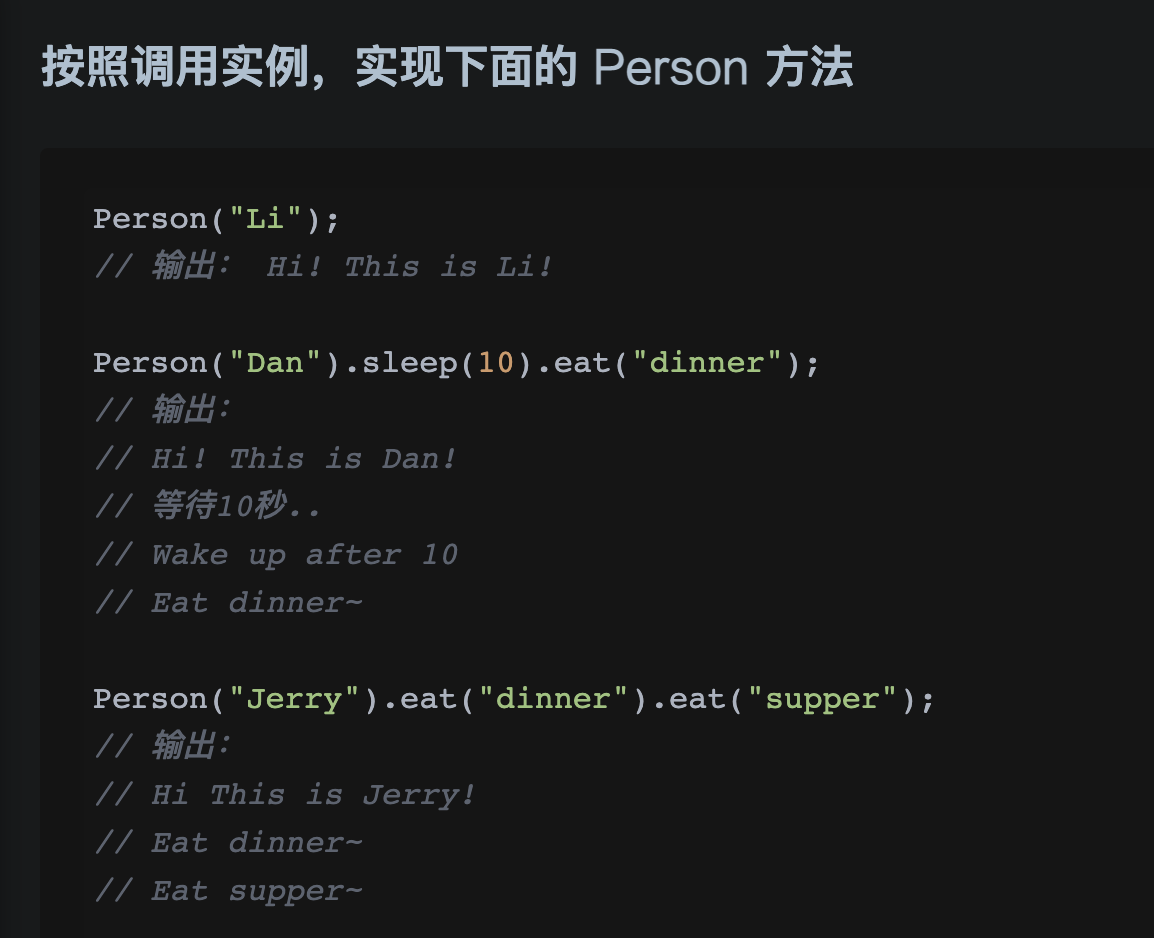 按照调用实例，实现下面的 Person 方法
Person("Li");
// 输出： Hi! This is Li!
Person("Dan").sleep(10).eat("dinner");
// 输出：
// Hi! This is Dan!
// 等待10秒..
// Wake up after 10
// Eat dinner~
Person("Jerry").eat("dinner").eat("supper");
// 输出：
// Hi This is Jerry!
// Eat dinner~
// Eat supper~